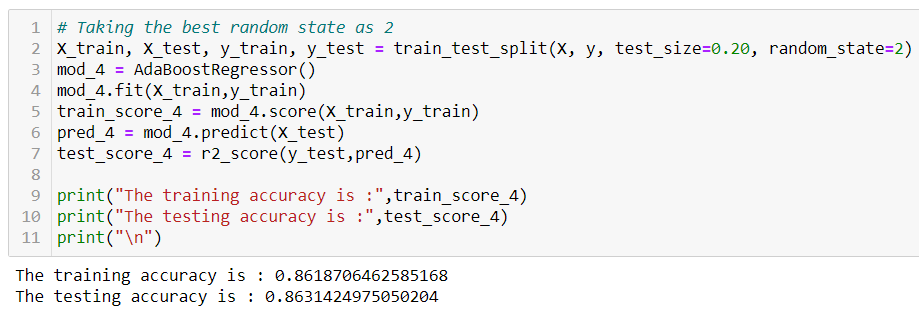 1 # Taking the best random state as 2
2 X_train, X_test, y_train, y_test = train_test_split(X, y, test_size=0.20, random_state=2)
3 mod_4 = AdaBoostRegressor()
4 mod_4.fit(X_train,y_train)
5 train_score_4 = mod_4.score(X_train,y_train)
6 pred_4 = mod_4.predict(X_test)
7 test_score_4 = r2_score(y_test,pred_4)
8
9 print("The training accuracy is :",train_score_4)
10 print("The testing accuracy is :",test_score_4)
11 print("\n")
The training accuracy is : 0.8618706462585168
The testing accuracy is : 0.8631424975050204